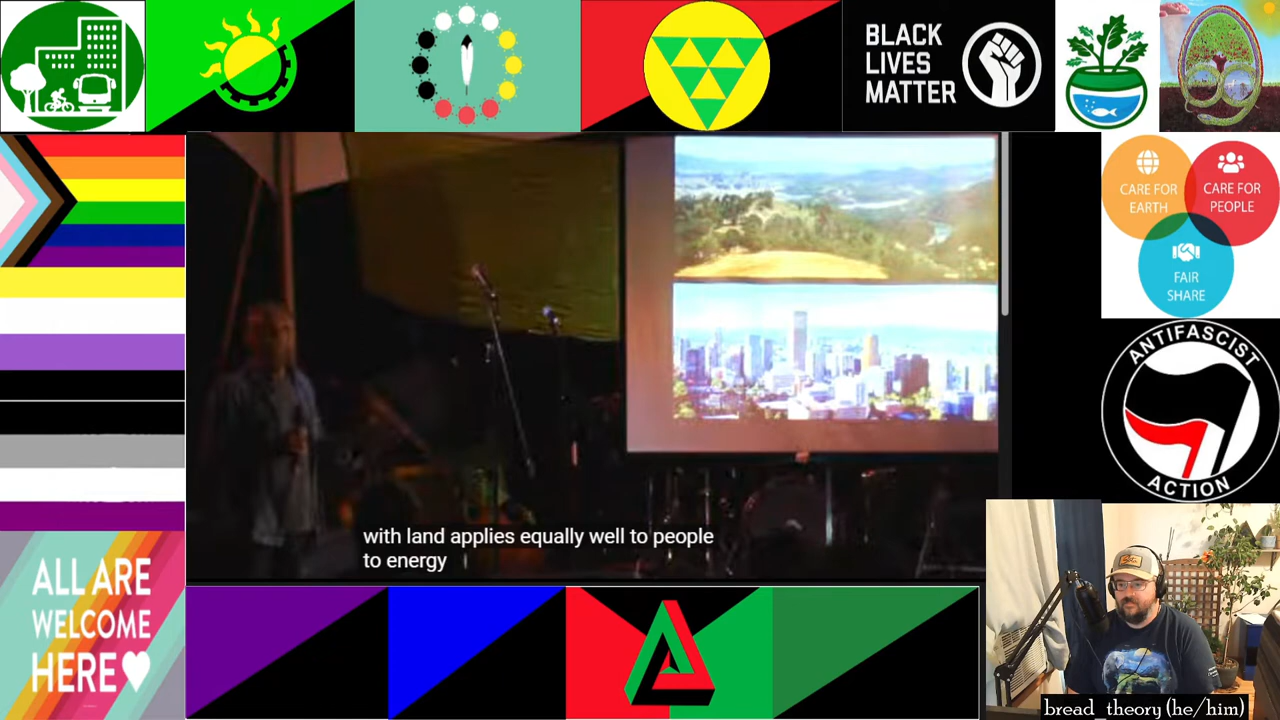 BLACK
LIVES
MATTER
CARE FOR
EARTH
CARE FOR
PEOPLE
FAIR
SHARE
ANTIFASCIST
ACTION
with land applies equally well to people
to energy
ALL ARE
WELCOME
HERE
bread_theory (he/him)